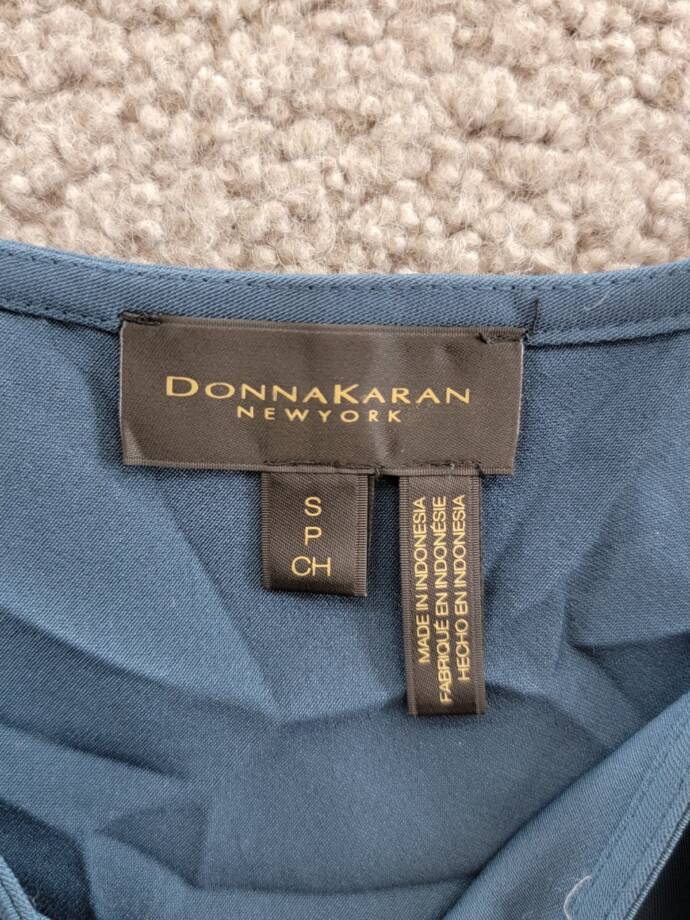 DONNAKARAN
NEWYORK
S
P
CH
MADE IN INDONESIA
FABRIQUÉ EN INDONÉSIE
HECHO EN INDONESIA